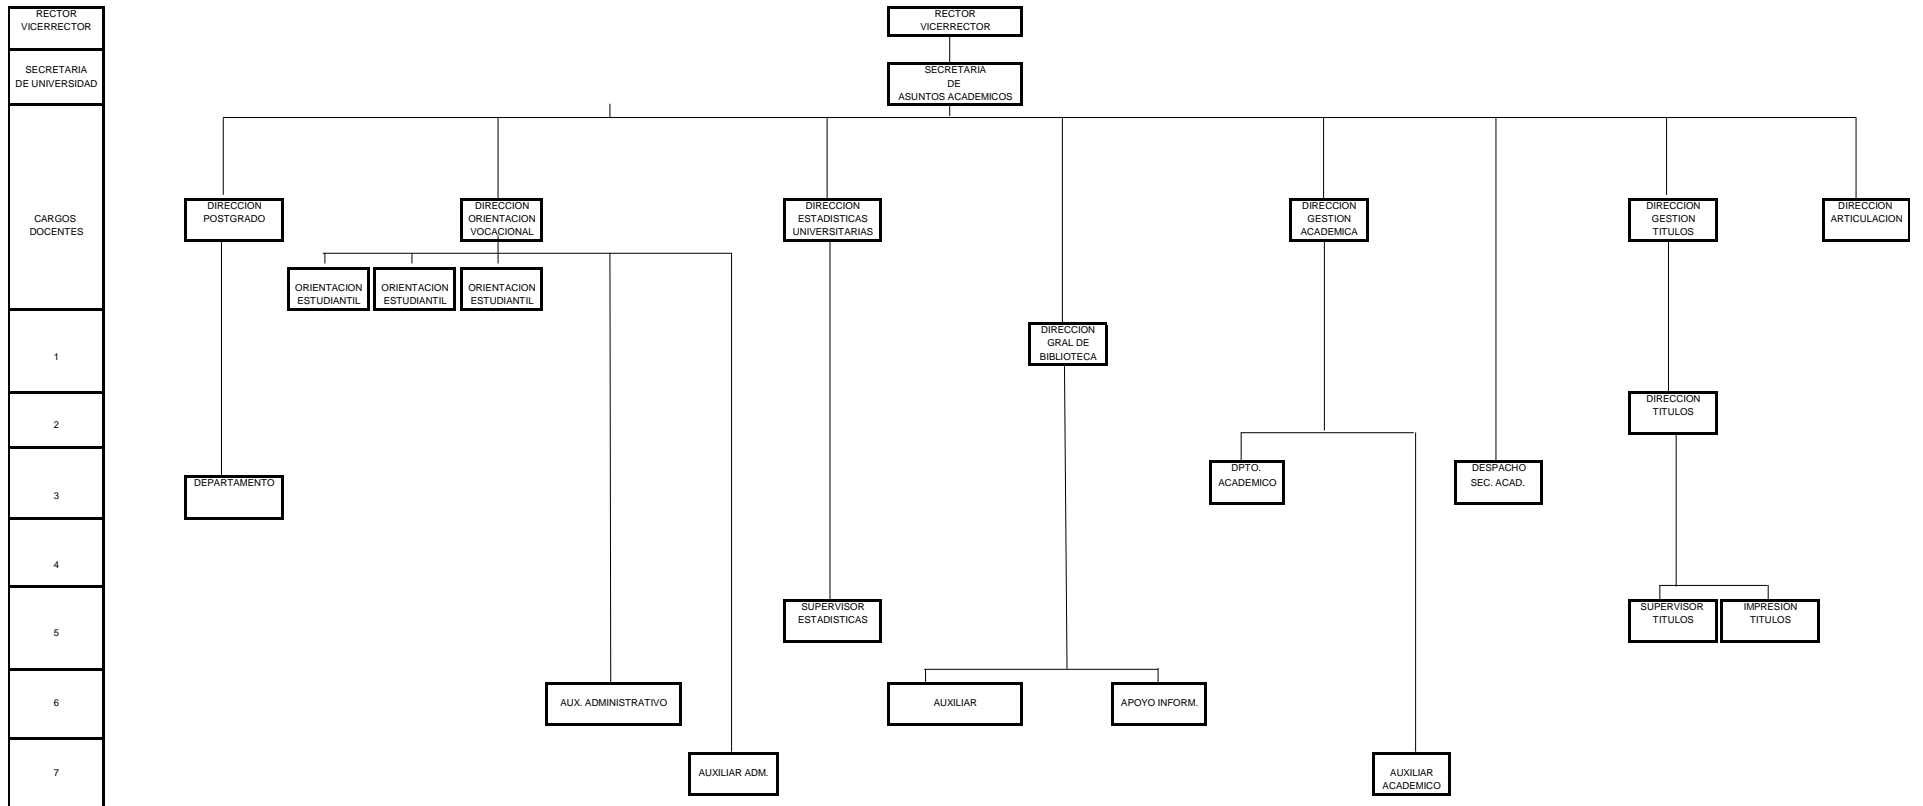 RECTOR
VICERRECTOR
SECRETARIA
DE UNIVERSIDAD
CARGOS
DOCENTES
1
2
3
4
5
6
7
RECTOR
VICERRECTOR
SECRETARIA
DE
ASUNTOS ACADEMICOS
DIRECCION
POSTGRADO
DIRECCION
ORIENTACION
VOCACIONAL
DIRECCION
ESTADISTICAS
UNIVERSITARIAS
DIRECCION
GESTION
ACADEMICA
DIRECCION
GESTION
TITULOS
DIRECCION
ARTICULACION
ORIENTACION
ESTUDIANTIL
ORIENTACION
ESTUDIANTIL
ORIENTACION
ESTUDIANTIL
DIRECCION
GRAL DE
BIBLIOTECA
DIRECCION
TITULOS
DEPARTAMENTO
DPTO.
ACADEMICO
DESPACHO
SEC. ACAD.
SUPERVISOR
ESTADISTICAS
SUPERVISOR
TITULOS
IMPRESIÓN
TITULOS
AUX. ADMINISTRATIVO
AUXILIAR
APOYO INFORM.
AUXILIAR ADM.
AUXILIAR
ACADEMICO